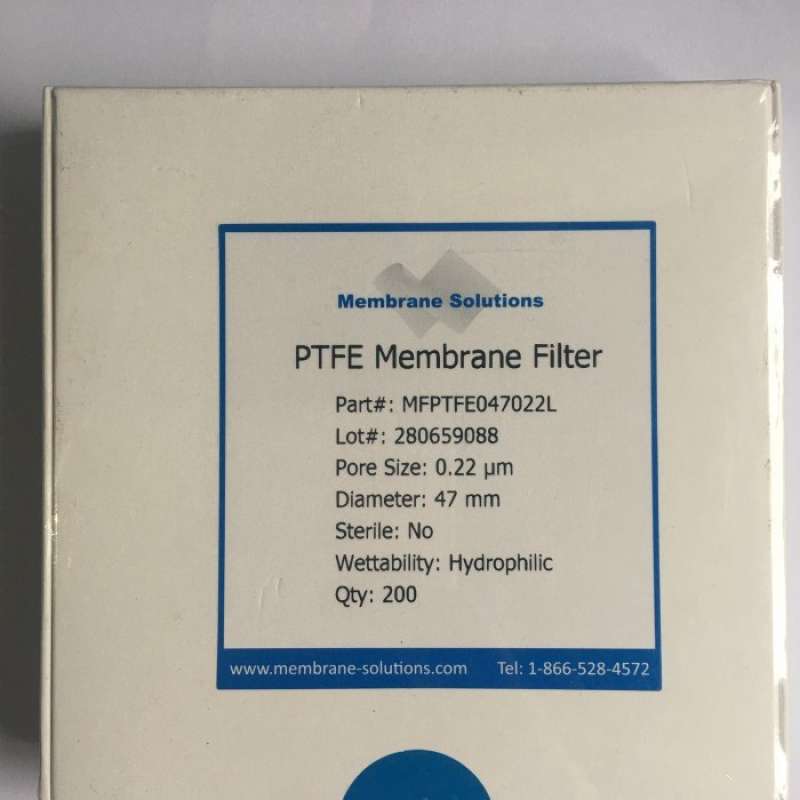 Membrane Solutions
PTFE Membrane Filter
Part#: MFPTFE047022L
Lot#: 280659088
Pore Size: 0.22 µm
Diameter: 47 mm
Sterile: No
Wettability: Hydrophilic
Qty: 200
www.membrane-solutions.com Tel: 1-866-528-4572